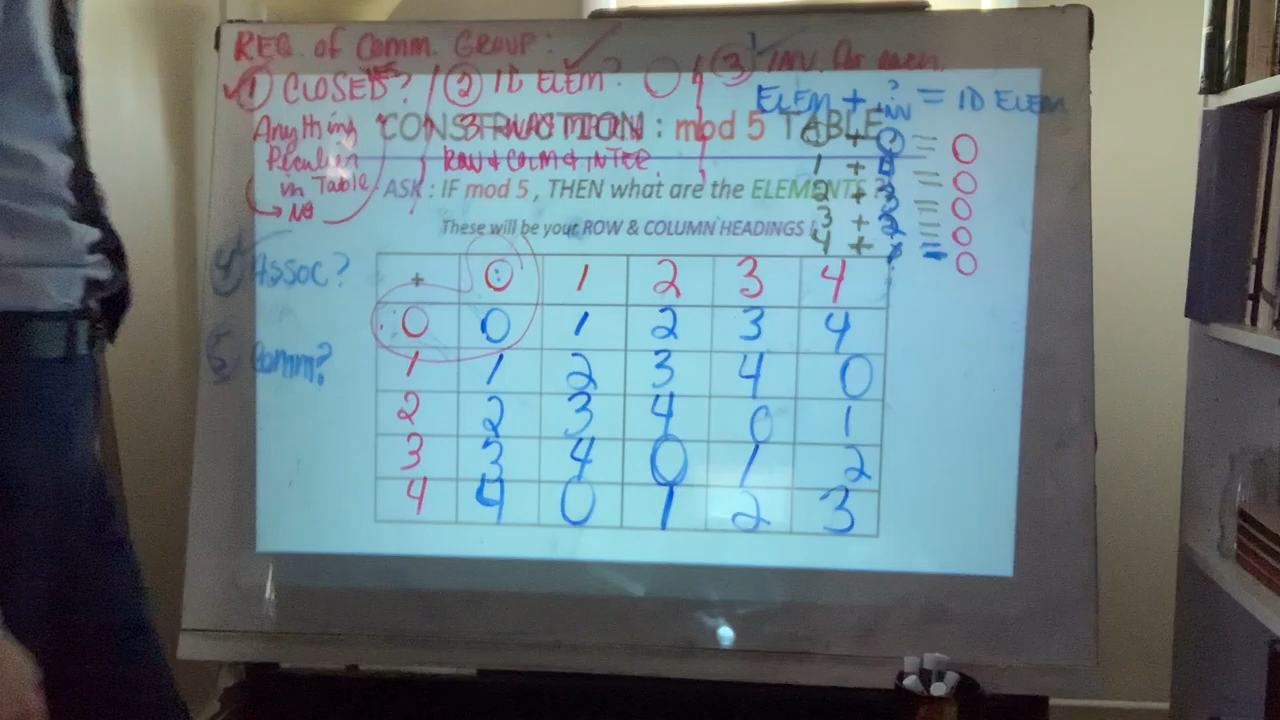 REQ. of Comm. GROUP:
① CLOSED? YES ② ID ELEM? 0 ③ INV. for each.
ELEM + INV = ID ELEM
Anything Peculiar in Table
→ NO
3 WAYS
ROW & COLM & INTER.
CONSTRUCTION : mod 5 TABLE
ASK : IF mod 5 , THEN what are the ELEMENTS ?
These will be your ROW & COLUMN HEADINGS !
0 + 0 = 0
1 + 4 = 0
2 + 3 = 0
3 + 2 = 0
4 + = 0
④ Assoc?
⑤ Comm?
+ 0 1 2 3 4
0 0 1 2 3 4
1 1 2 3 4 0
2 2 3 4 0 1
3 3 4 0 1 2
4 4 0 1 2 3